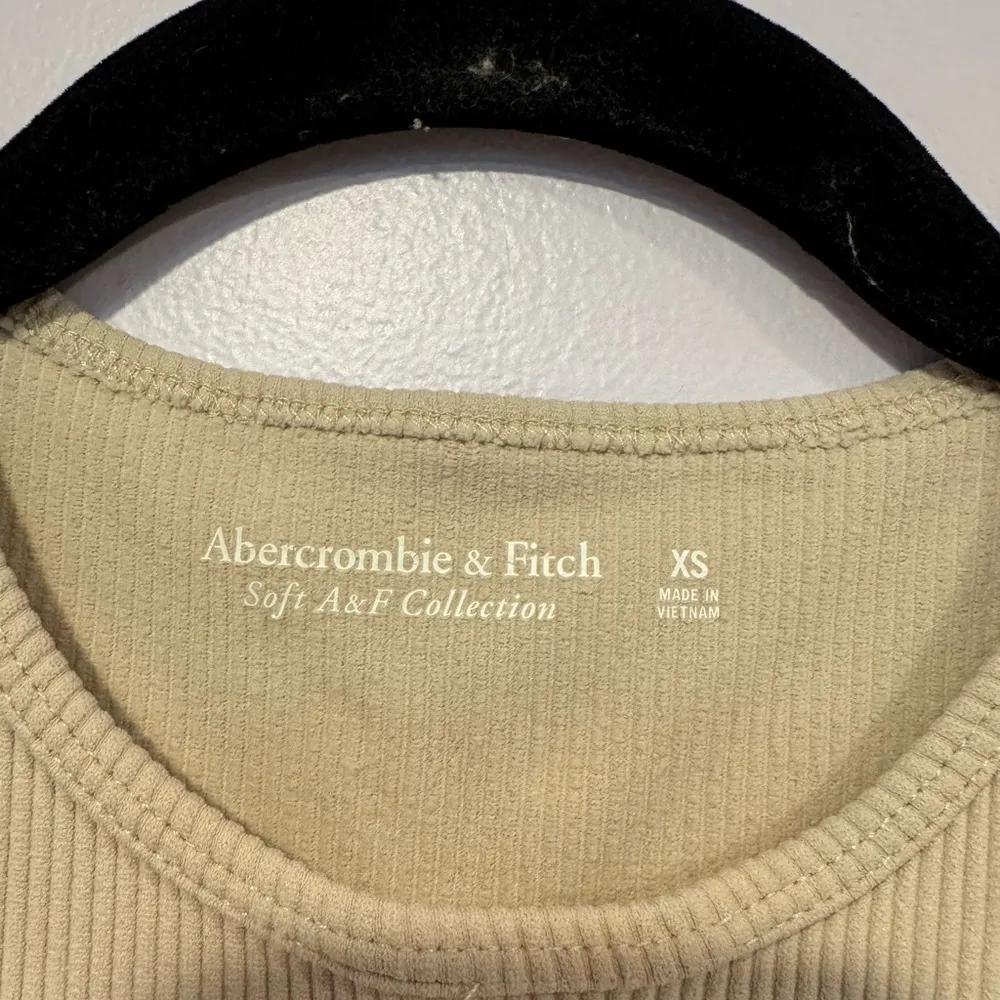 Abercrombie & Fitch
Soft A&F Collection
XS
MADE IN
VIETNAM